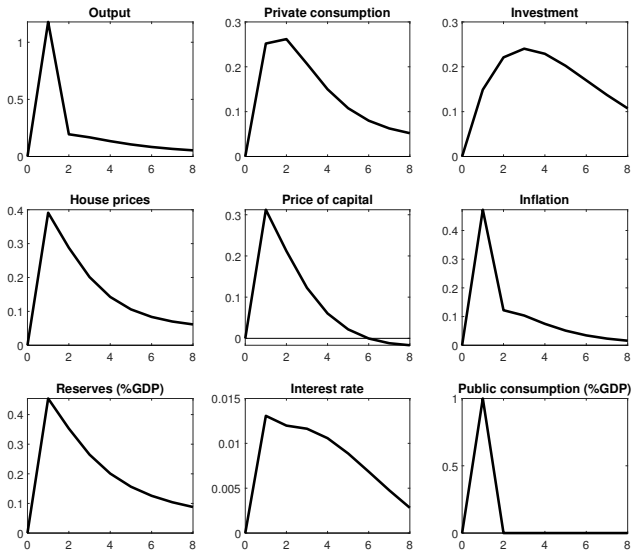 Output Private consumption Investment
1 0.3 0.3
0.5 0.2 0.2
0.1 0.1
0 0 0
0 2 4 6 8 0 2 4 6 8 0 2 4 6 8
House prices Price of capital Inflation
0.4 0.3 0.4
0.3 0.2 0.3
0.2 0.1 0.2
0.1 0 0.1
0 0
0 2 4 6 8 0 2 4 6 8 0 2 4 6 8
Reserves (%GDP) Interest rate Public consumption (%GDP)
0.4 0.015 1
0.3 0.01 0.5
0.2 0.005
0.1
0 0 0
0 2 4 6 8 0 2 4 6 8 0 2 4 6 8